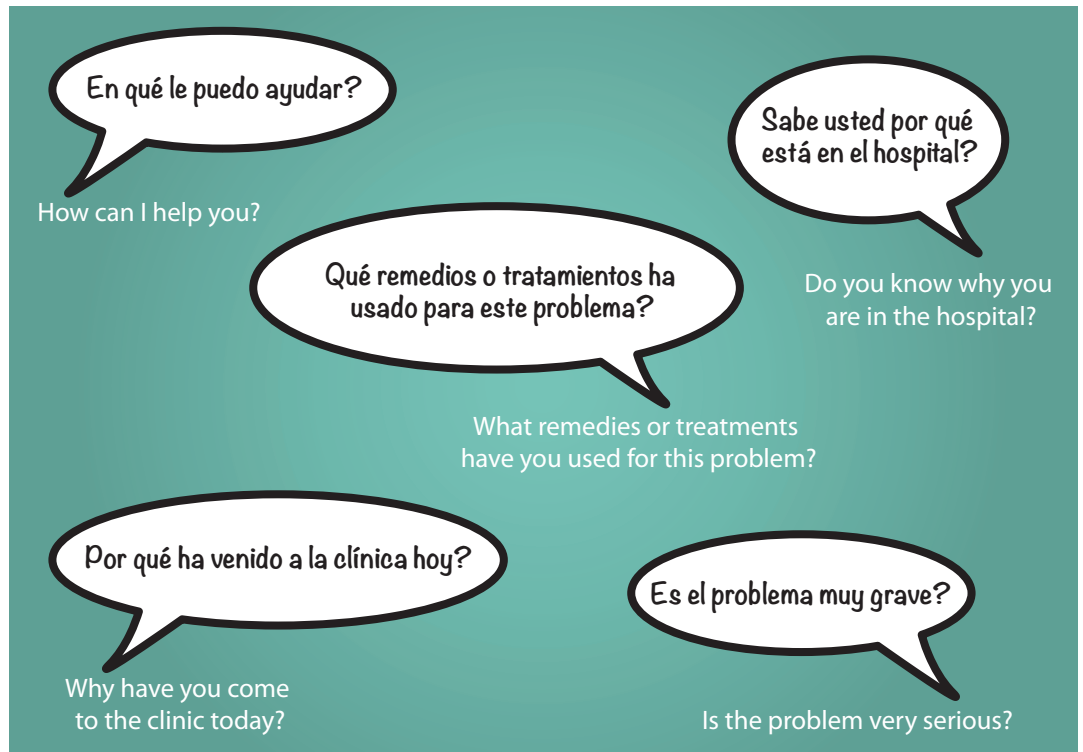 En qué le puedo ayudar?
How can I help you?
Sabe usted por qué
está en el hospital?
Do you know why you
are in the hospital?
Qué remedios o tratamientos ha
usado para este problema?
What remedies or treatments
have you used for this problem?
Por qué ha venido a la clínica hoy?
Why have you come
to the clinic today?
Es el problema muy grave?
Is the problem very serious?